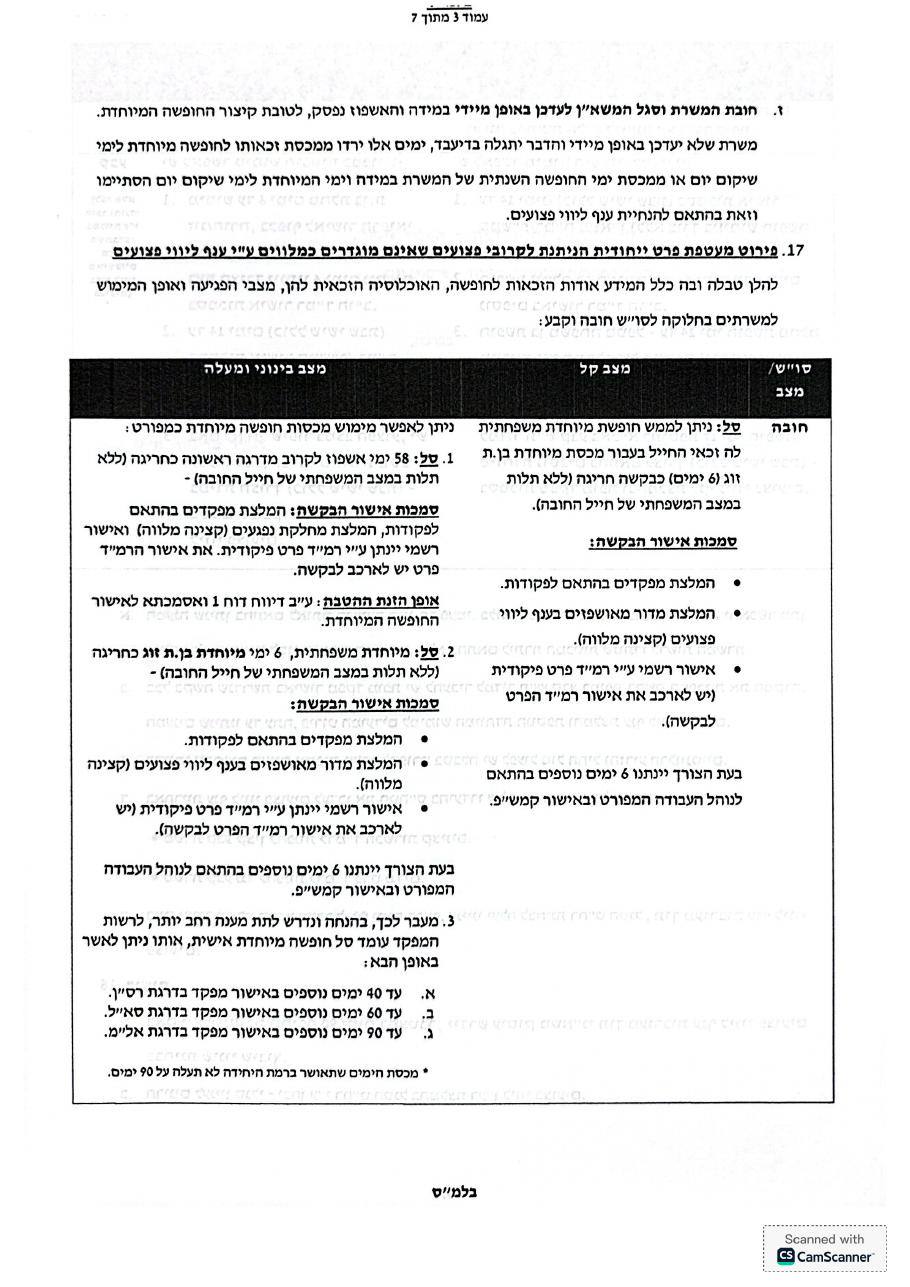 עמוד 3 מתוך 7
ז. חובת המשרת וסגל המשא"ן לעדכן באופן מיידי במידה והאשפוז נפסק, לטובת קיצור החופשה המיוחדת.
משרת שלא יעדכן באופן מיידי והדבר יתגלה בדיעבד, ימים אלו ירדו ממכסת זכאותו לחופשה מיוחדת לימי
שיקום יום או ממכסת ימי החופשה השנתית של המשרת במידה וימי המיוחדת לימי שיקום יום הסתיימו
וזאת בהתאם להנחיית ענף ליווי פצועים.
17. פירוט מעטפת פרט ייחודית הניתנת לקרובי פצועים שאינם מוגדרים כמלווים ע"י ענף ליווי פצועים
להלן טבלה ובה כלל המידע אודות הזכאות לחופשה, האוכלוסיה הזכאית להן, מצבי הפגיעה ואופן המימוש
למשרתים בחלוקה לסו"ש חובה וקבע:
סו"ש/
מצב
מצב קל
מצב בינוני ומעלה
חובה
סל: ניתן לממש חופשת מיוחדת משפחתית
לה זכאי החייל בעבור מכסת מיוחדת בן.ת
זוג (6 ימים) כבקשה חריגה (ללא תלות
במצב המשפחתי של חייל החובה).
סמכות אישור הבקשה:
• המלצת מפקדים בהתאם לפקודות.
• המלצת מדור מאושפזים בענף ליווי
פצועים (קצינה מלווה).
• אישור רשמי ע"י רמ"ד פרט פיקודית
(יש לארכב את אישור רמ"ד הפרט
לבקשה).
בעת הצורך יינתנו 6 ימים נוספים בהתאם
לנוהל העבודה המפורט ובאישור קמש"פ.
ניתן לאפשר מימוש מכסות חופשה מיוחדת כמפורט:
1. סל: 58 ימי אשפוז לקרוב מדרגה ראשונה כחריגה (ללא
תלות במצב המשפחתי של חייל החובה) -
סמכות אישור הבקשה: המלצת מפקדים בהתאם
לפקודות, המלצת מחלקת נפגעים (קצינה מלווה) ואישור
רשמי יינתן ע"י רמ"ד פרט פיקודית. את אישור הרמ"ד
פרט יש לארכב לבקשה.
אופן הזנת ההטבה: ע"ב דיווח דוח 1 ואסמכתא לאישור
החופשה המיוחדת.
2. סל: מיוחדת משפחתית, 6 ימי מיוחדת בן.ת זוג כחריגה
(ללא תלות במצב המשפחתי של חייל החובה) -
סמכות אישור הבקשה:
• המלצת מפקדים בהתאם לפקודות.
• המלצת מדור מאושפזים בענף ליווי פצועים (קצינה
מלווה).
• אישור רשמי יינתן ע"י רמ"ד פרט פיקודית (יש
לארכב את אישור רמ"ד הפרט לבקשה).
בעת הצורך יינתנו 6 ימים נוספים בהתאם לנוהל העבודה
המפורט ובאישור קמש"פ.
3. מעבר לכך, בהנחה ונדרש לתת מענה רחב יותר, לרשות
המפקד עומד סל חופשה מיוחדת אישית, אותו ניתן לאשר
באופן הבא:
א. עד 40 ימים נוספים באישור מפקד בדרגת רס"ן.
ב. עד 60 ימים נוספים באישור מפקד בדרגת סא"ל.
ג. עד 90 ימים נוספים באישור מפקד בדרגת אל"מ.
* מכסת הימים שתאושר ברמת היחידה לא תעלה על 90 ימים.
בלמ"ס
Scanned with
CS CamScanner